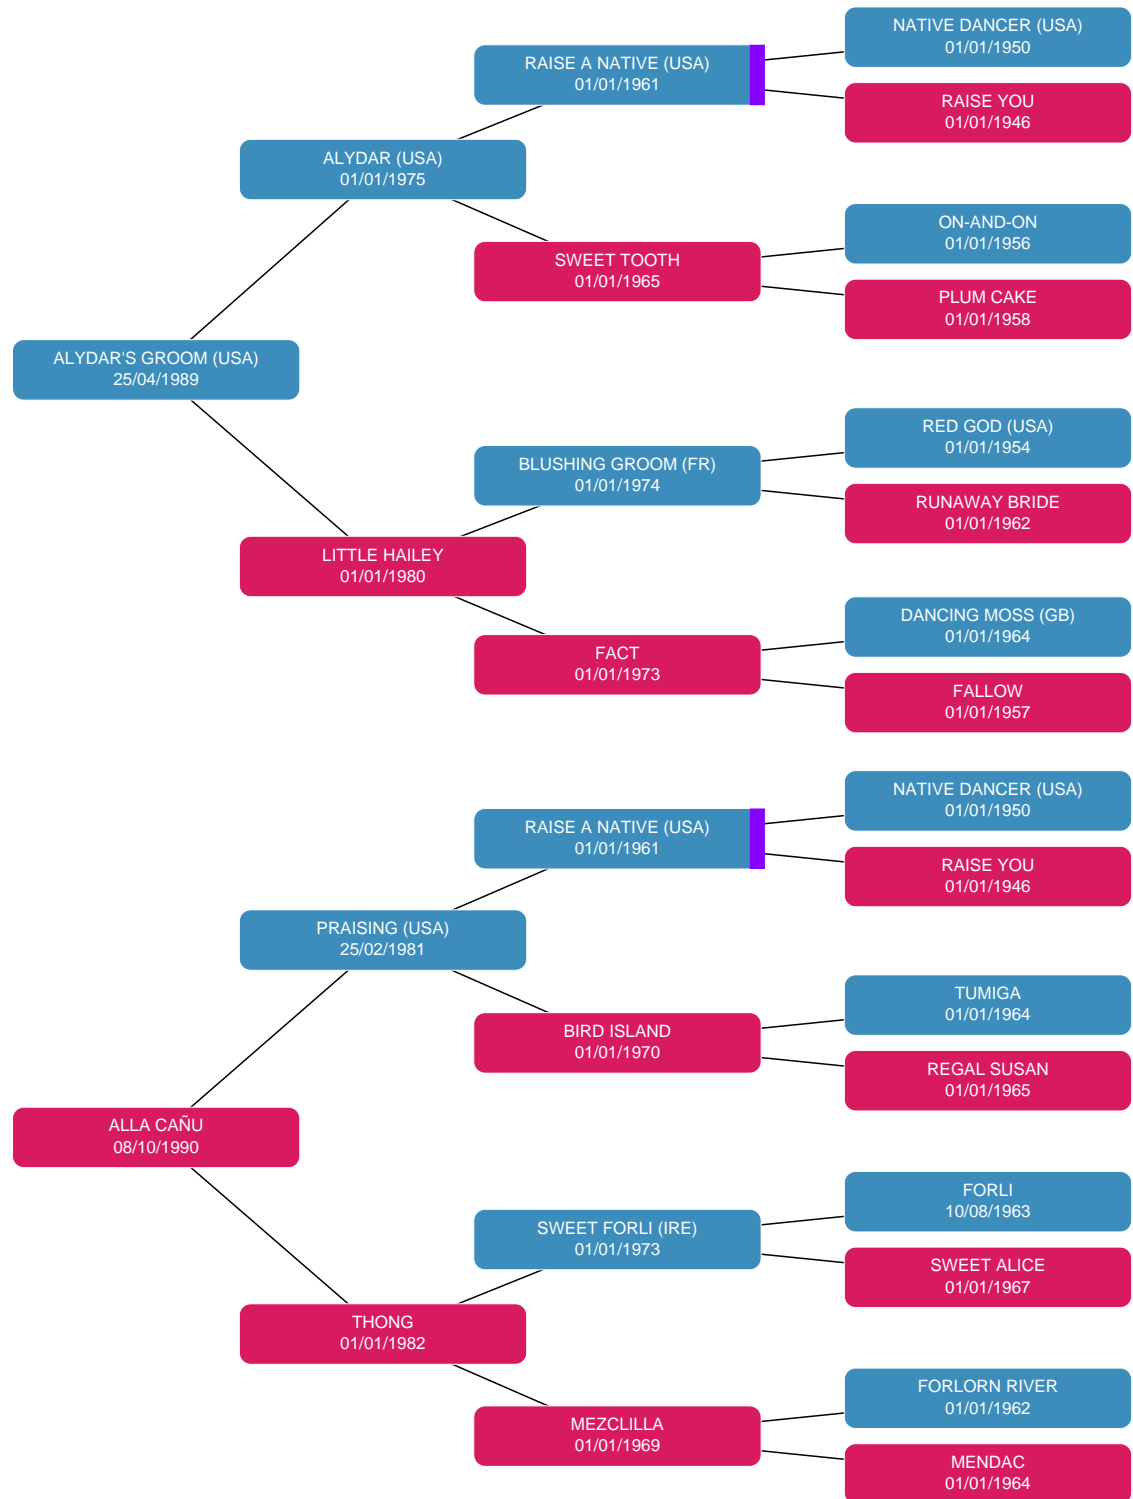 NATIVE DANCER (USA)
01/01/1950
RAISE A NATIVE (USA)
01/01/1961
RAISE YOU
01/01/1946
ALYDAR (USA)
01/01/1975
ON-AND-ON
01/01/1956
SWEET TOOTH
01/01/1965
PLUM CAKE
01/01/1958
ALYDAR'S GROOM (USA)
25/04/1989
RED GOD (USA)
01/01/1954
BLUSHING GROOM (FR)
01/01/1974
RUNAWAY BRIDE
01/01/1962
LITTLE HAILEY
01/01/1980
DANCING MOSS (GB)
01/01/1964
FACT
01/01/1973
FALLOW
01/01/1957
NATIVE DANCER (USA)
01/01/1950
RAISE A NATIVE (USA)
01/01/1961
RAISE YOU
01/01/1946
PRAISING (USA)
25/02/1981
TUMIGA
01/01/1964
BIRD ISLAND
01/01/1970
REGAL SUSAN
01/01/1965
ALLA CAÑU
08/10/1990
FORLI
10/08/1963
SWEET FORLI (IRE)
01/01/1973
SWEET ALICE
01/01/1967
THONG
01/01/1982
FORLORN RIVER
01/01/1962
MEZCLILLA
01/01/1969
MENDAC
01/01/1964